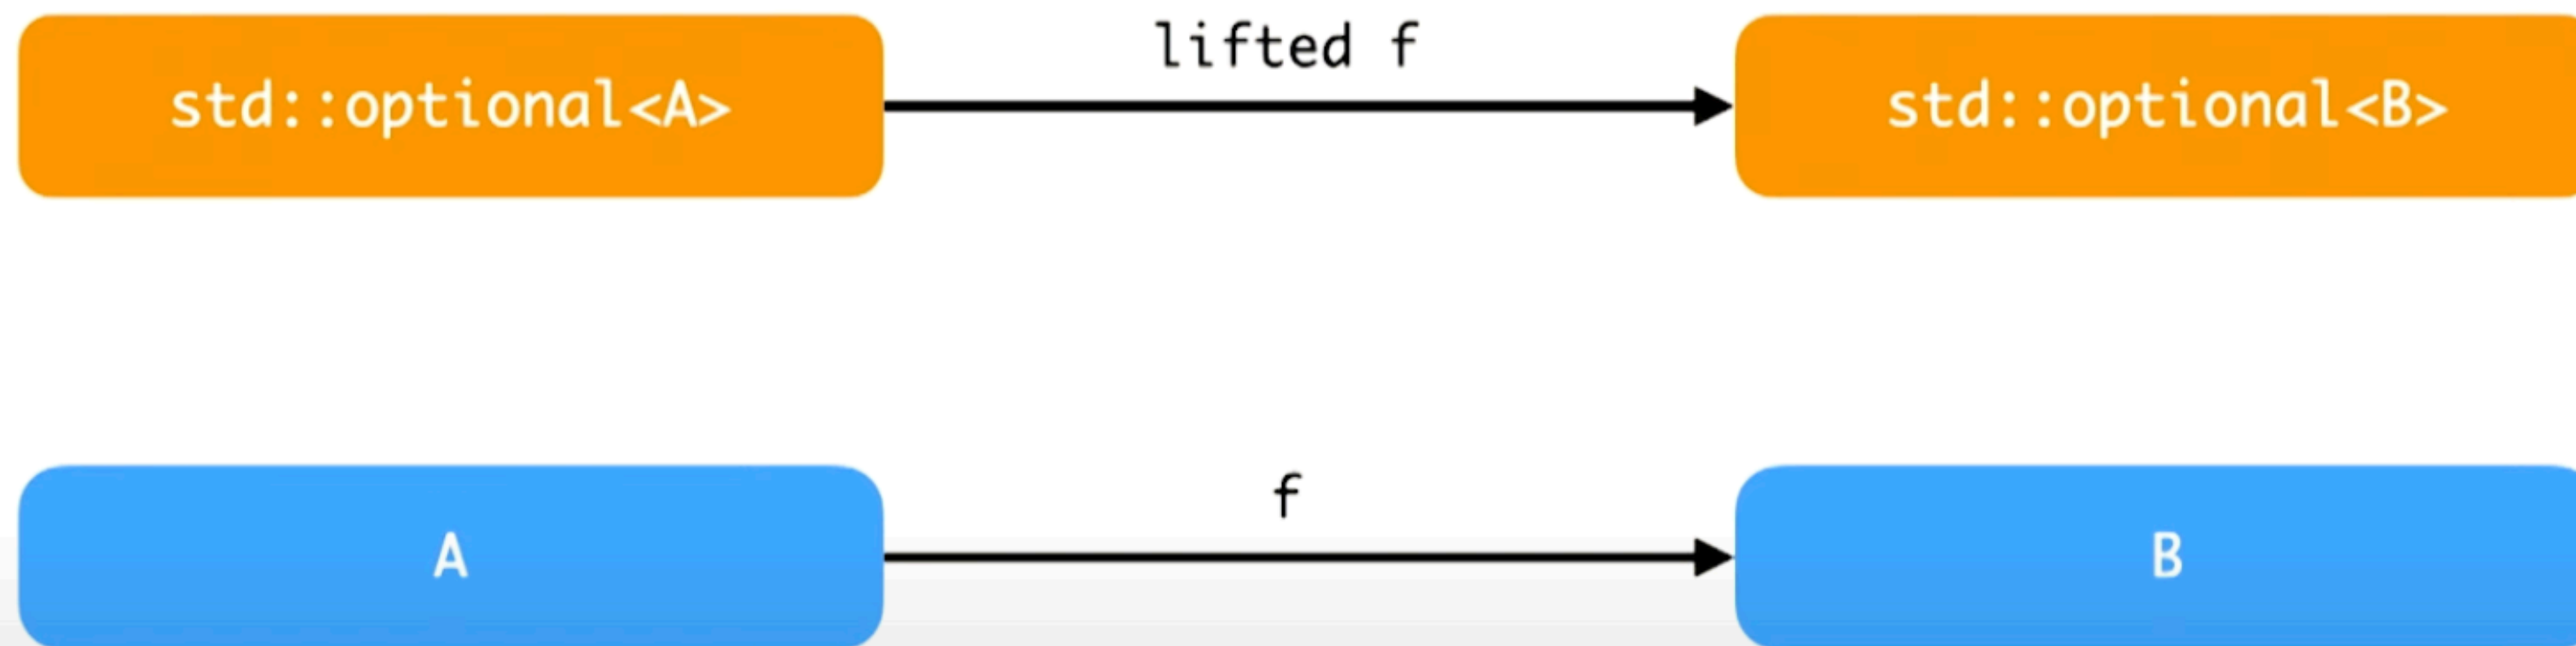 lifted f
std::optional<A>
std::optional<B>
f
A
B